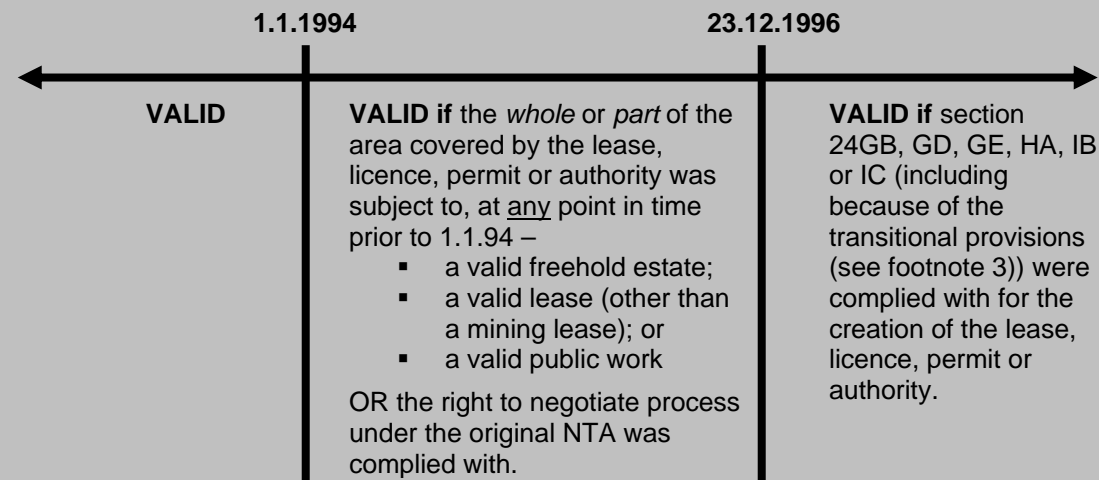 1.1.1994
23.12.1996
VALID
VALID if the whole or part of the
area covered by the lease,
licence, permit or authority was
subject to, at any point in time
prior to 1.1.94 –
▪ a valid freehold estate;
▪ a valid lease (other than
a mining lease); or
▪ a valid public work
OR the right to negotiate process
under the original NTA was
complied with.
VALID if section
24GB, GD, GE, HA, IB
or IC (including
because of the
transitional provisions
(see footnote 3)) were
complied with for the
creation of the lease,
licence, permit or
authority.